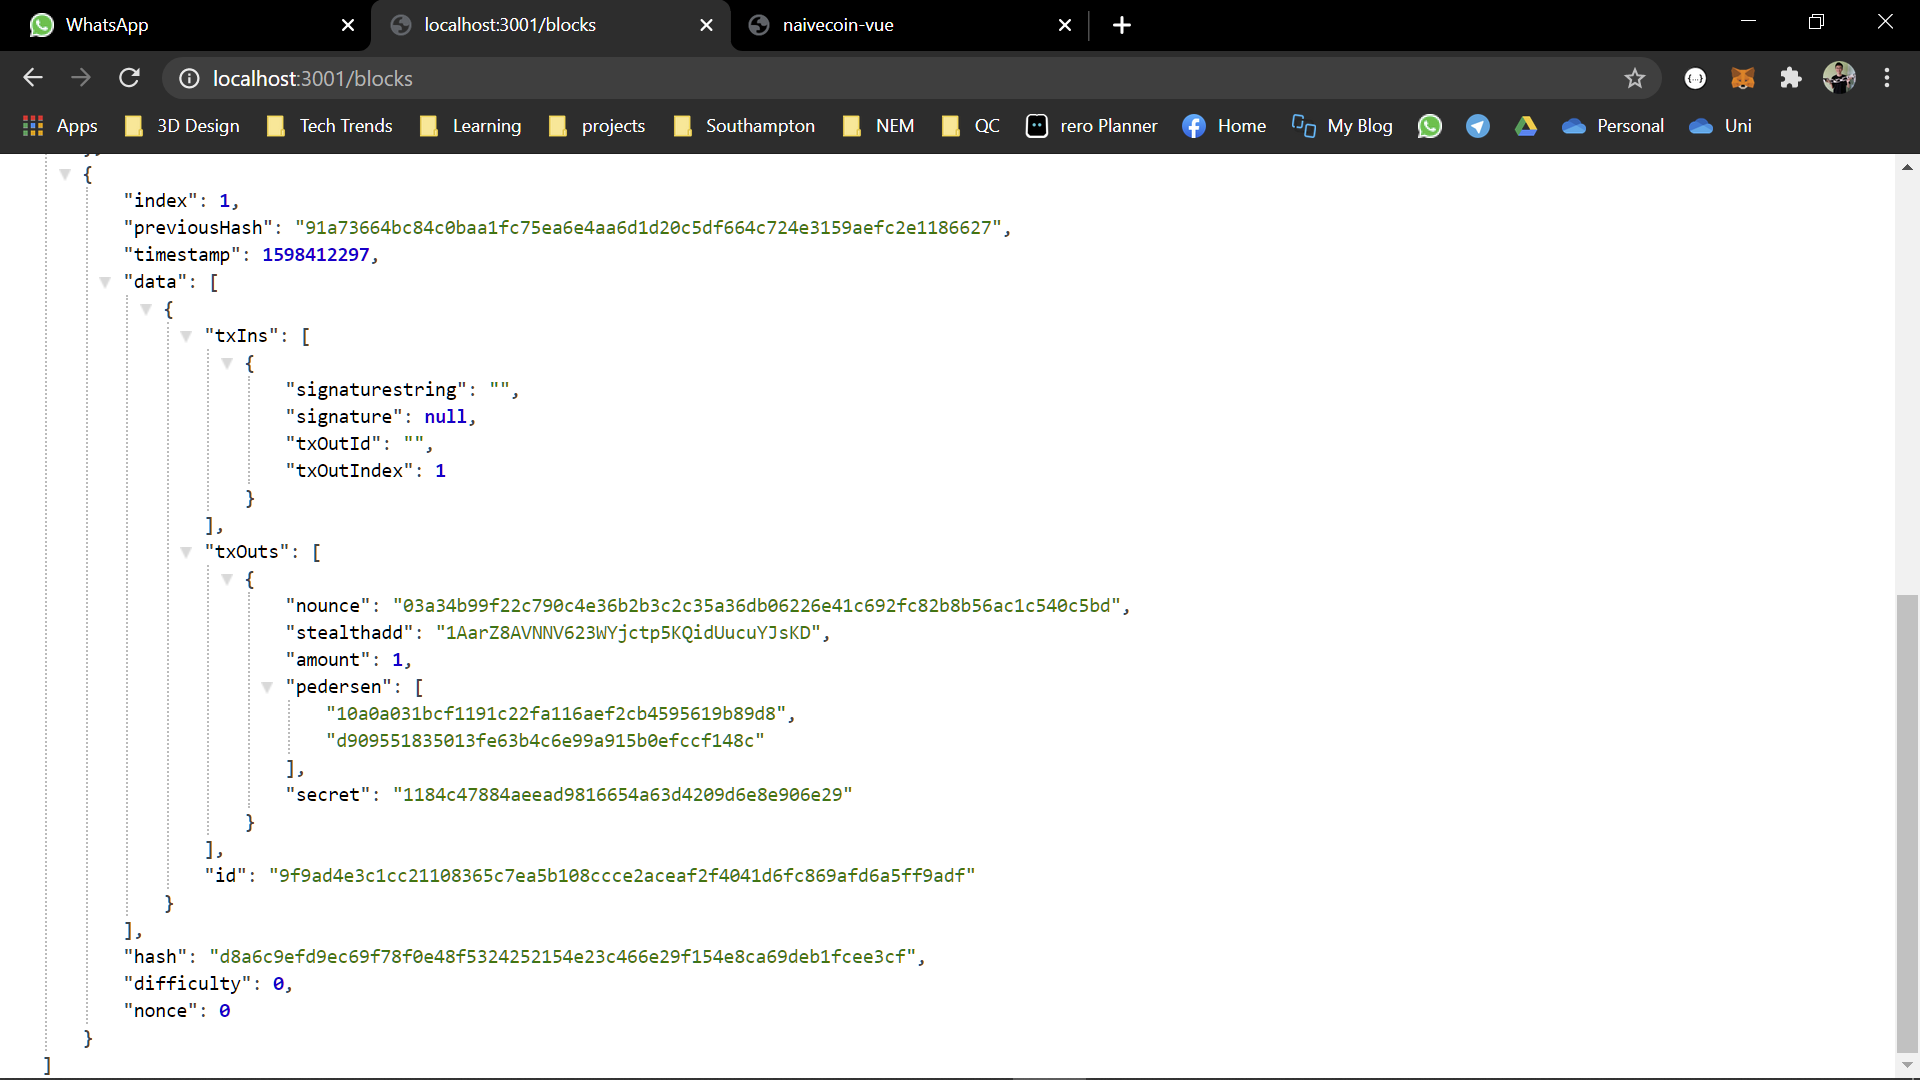 WhatsApp
localhost:3001/blocks
naivecoin-vue
localhost:3001/blocks
Apps 3D Design Tech Trends Learning projects Southampton NEM QC rero Planner Home My Blog Personal Uni
{
"index": 1,
"previousHash": "91a73664bc84c0baa1fc75ea6e4aa6d1d20c5df664c724e3159aefc2e1186627",
"timestamp": 1598412297,
"data": [
{
"txIns": [
{
"signaturestring": "",
"signature": null,
"txOutId": "",
"txOutIndex": 1
}
],
"txOuts": [
{
"nounce": "03a34b99f22c790c4e36b2b3c2c35a36db06226e41c692fc82b8b56ac1c540c5bd",
"stealthadd": "1AarZ8AVNNV623WYjctp5KQidUucuYJsKD",
"amount": 1,
"pedersen": [
"10a0a031bcf1191c22fa116aef2cb4595619b89d8",
"d909551835013fe63b4c6e99a915b0efccf148c"
],
"secret": "1184c47884aeead9816654a63d4209d6e8e906e29"
}
],
"id": "9f9ad4e3c1cc21108365c7ea5b108ccce2aceaf2f4041d6fc869afd6a5ff9adf"
}
],
"hash": "d8a6c9efd9ec69f78f0e48f5324252154e23c466e29f154e8ca69deb1fcee3cf",
"difficulty": 0,
"nonce": 0
}
]